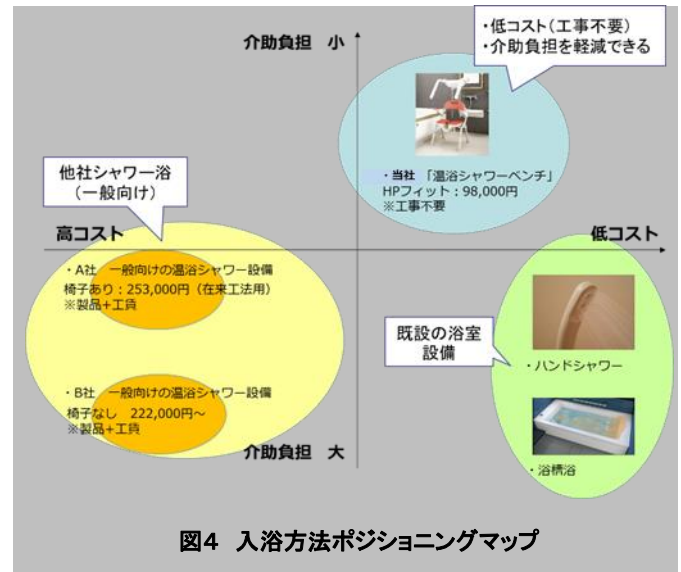 ・低コスト(工事不要)
・介助負担を軽減できる
介助負担 小
・当社 「温浴シャワーベンチ」
HPフィット:98,000円
※工事不要
他社シャワー浴
(一般向け)
高コスト
低コスト
・A社 一般向けの温浴シャワー設備
椅子あり:253,000円(在来工法用)
※製品+工賃
既設の浴室
設備
・ハンドシャワー
・B社 一般向けの温浴シャワー設備
椅子なし 222,000円~
※製品+工賃
介助負担 大
・浴槽浴
図4 入浴方法ポジショニングマップ